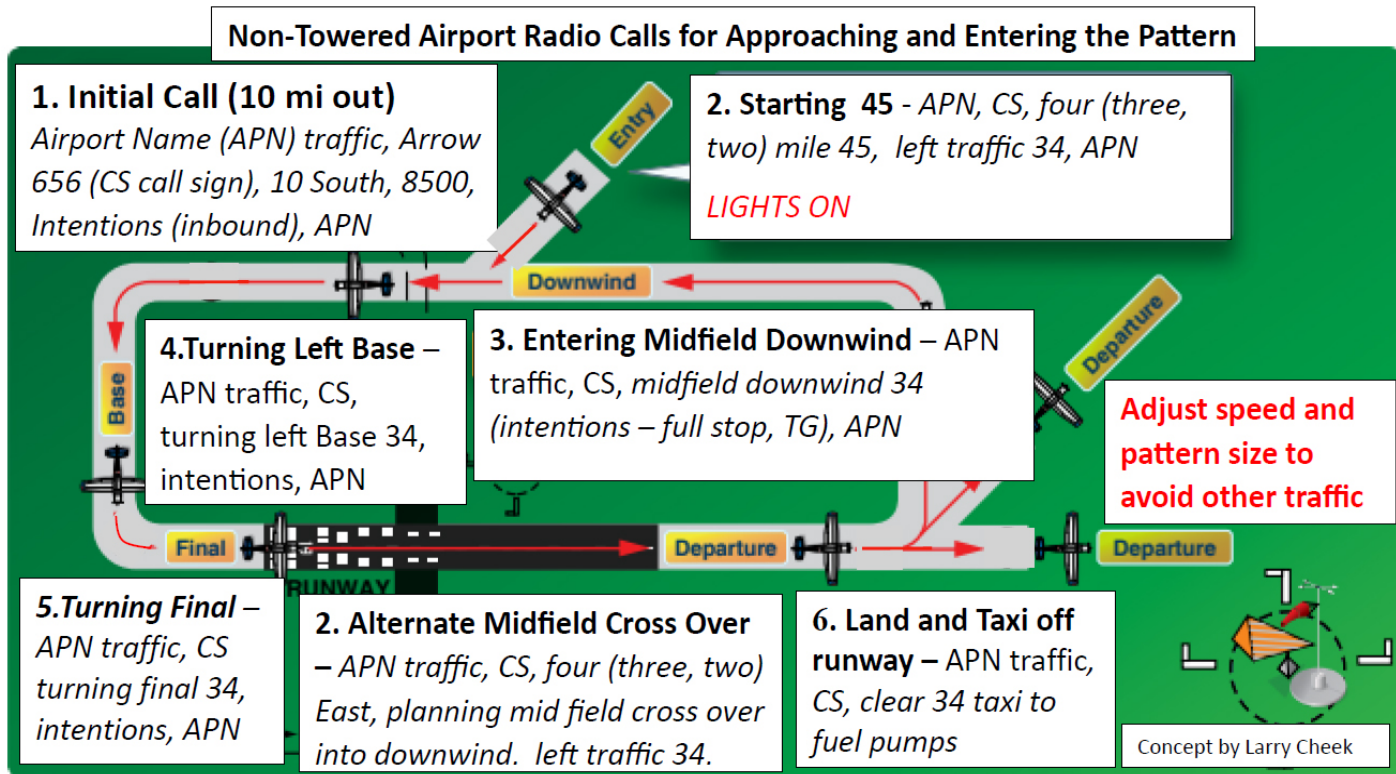 Non-Towered Airport Radio Calls for Approaching and Entering the Pattern
1. Initial Call (10 mi out)
Airport Name (APN) traffic, Arrow
656 (CS call sign), 10 South, 8500,
Intentions (inbound), APN
Entry
2. Starting 45 - APN, CS, four (three,
two) mile 45, left traffic 34, APN
LIGHTS ON
Downwind
Departure
4.Turning Left Base –
APN traffic, CS,
turning left Base 34,
intentions, APN
3. Entering Midfield Downwind – APN
traffic, CS, midfield downwind 34
(intentions – full stop, TG), APN
Base
Adjust speed and
pattern size to
avoid other traffic
Final
Departure
Departure
RUNWAY
5.Turning Final –
APN traffic, CS
turning final 34,
intentions, APN
2. Alternate Midfield Cross Over
– APN traffic, CS, four (three, two)
East, planning mid field cross over
into downwind. left traffic 34.
6. Land and Taxi off
runway – APN traffic,
CS, clear 34 taxi to
fuel pumps
Concept by Larry Cheek